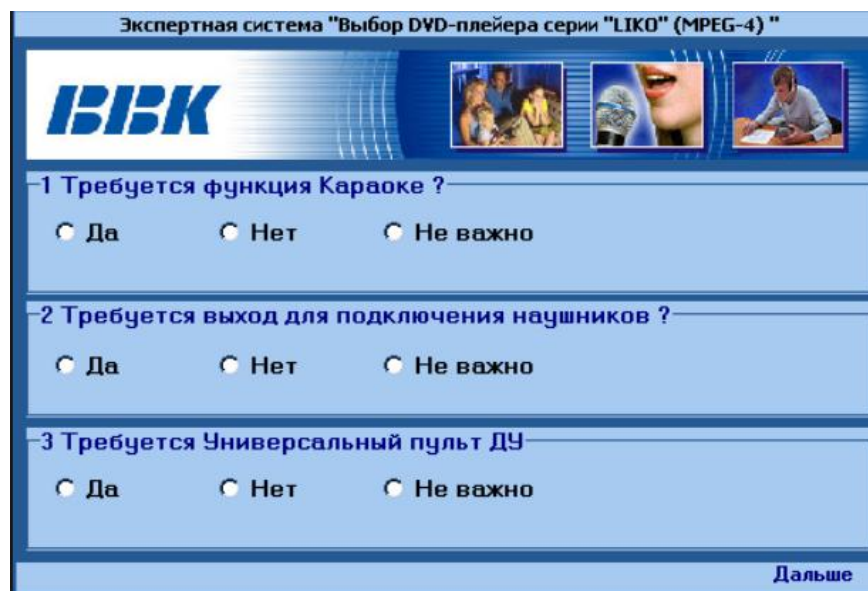 Экспертная система "Выбор DVD-плейера серии "LIKO" (MPEG-4) "
BBK
1 Требуется функция Караоке ?
Да Нет Не важно
2 Требуется выход для подключения наушников ?
Да Нет Не важно
3 Требуется Универсальный пульт ДУ
Да Нет Не важно
Дальше